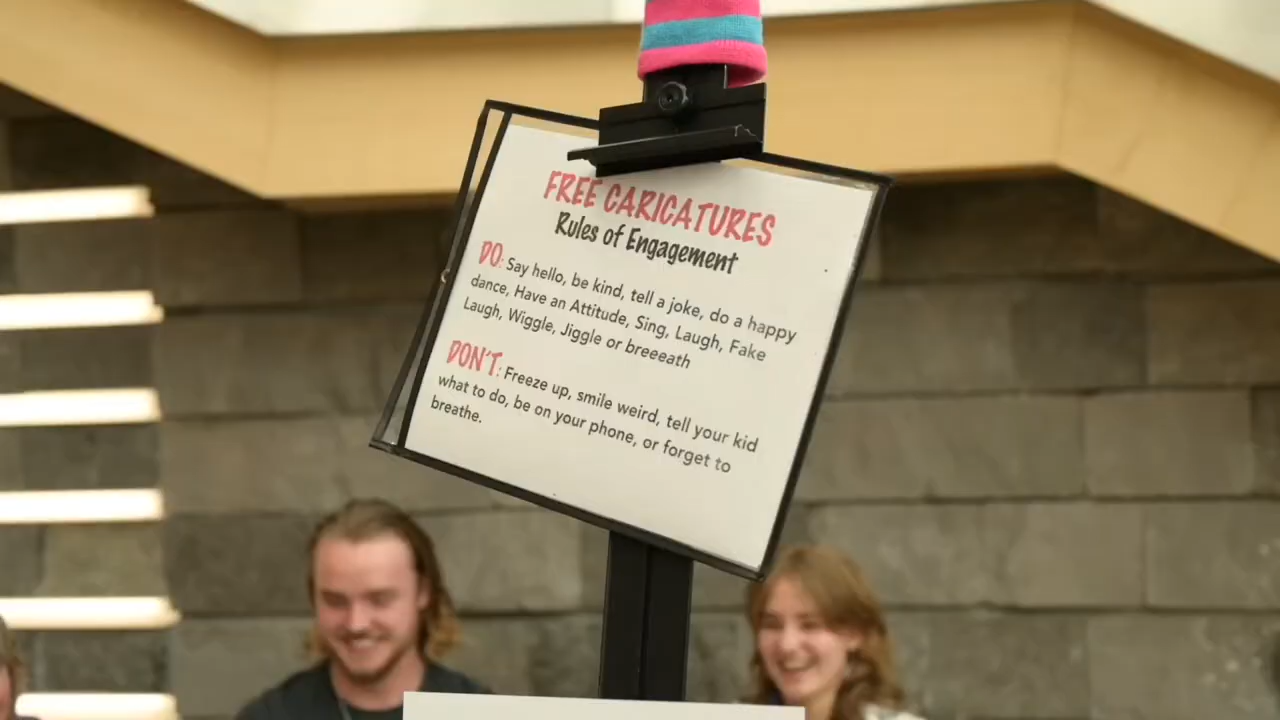 FREE CARICATURES
Rules of Engagement
DO: Say hello, be kind, tell a joke, do a happy
dance, Have an Attitude, Sing, Laugh, Fake
Laugh, Wiggle, Jiggle or breeeath
DON'T: Freeze up, smile weird, tell your kid
what to do, be on your phone, or forget to
breathe.